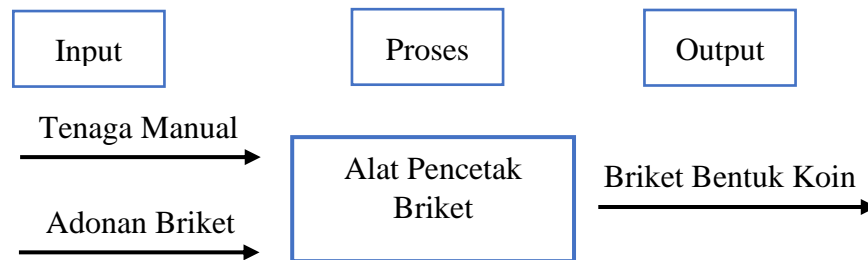 Input
Proses
Output
Tenaga Manual
Adonan Briket
Alat Pencetak
Briket
Briket Bentuk Koin